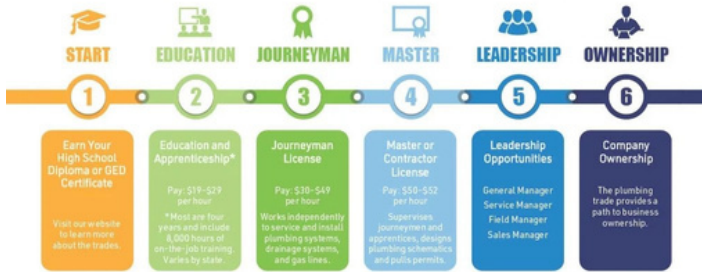 START
EDUCATION
JOURNEYMAN
MASTER
LEADERSHIP
OWNERSHIP
1
2
3
4
5
6
Earn Your
High School
Diploma or GED
Certificate
Visit our website
to learn more
about the trades.
Education and
Apprenticeship*
Pay: $19-$29
per hour
*Most are four
years and include
8,000 hours of
on-the-job training.
Varies by state.
Journeyman
License
Pay: $30-$49
per hour
Works independently
to service and install
plumbing systems,
drainage systems,
and gas lines.
Master or
Contractor
License
Pay: $50-$52
per hour
Supervises
journeymen and
apprentices, designs
plumbing schematics
and pulls permits.
Leadership
Opportunities
General Manager
Service Manager
Field Manager
Sales Manager
Company
Ownership
The plumbing
trade provides a
path to business
ownership.